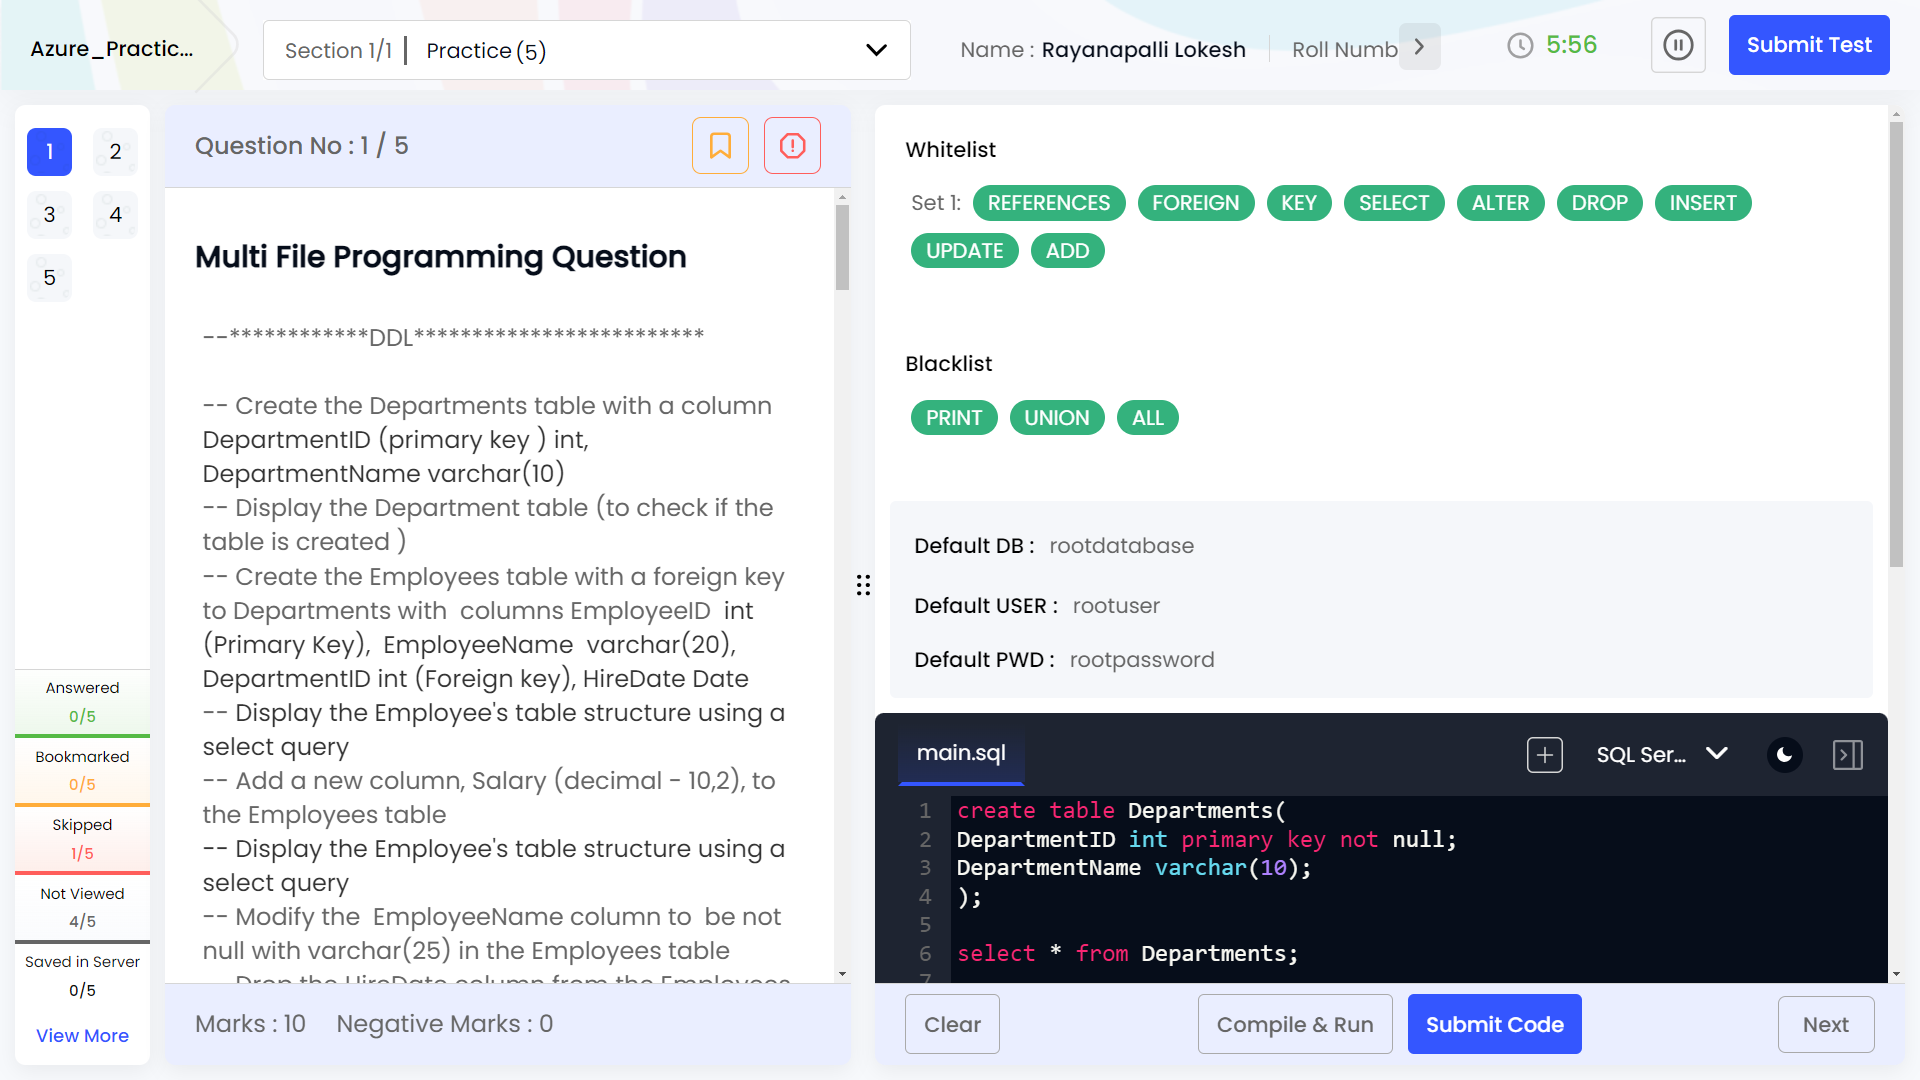 Azure_Practic...
Section 1/1 | Practice (5)
Name : Rayanapalli Lokesh
Roll Numb
5:56
Submit Test
1
2
3
4
5
Answered
0/5
Bookmarked
0/5
Skipped
1/5
Not Viewed
4/5
Saved in Server
0/5
View More
Question No : 1 / 5
Multi File Programming Question
--************DDL*************************
-- Create the Departments table with a column
DepartmentID (primary key ) int,
DepartmentName varchar(10)
-- Display the Department table (to check if the
table is created )
-- Create the Employees table with a foreign key
to Departments with  columns EmployeeID  int
(Primary Key),  EmployeeName  varchar(20),
DepartmentID int (Foreign key), HireDate Date
-- Display the Employee's table structure using a
select query
-- Add a new column, Salary (decimal - 10,2), to
the Employees table
-- Display the Employee's table structure using a
select query
-- Modify the  EmployeeName column to  be not
null with varchar(25) in the Employees table
-- Drop the HireDate column from the Employees
Marks : 10
Negative Marks : 0
Whitelist
Set 1: REFERENCES FOREIGN KEY SELECT ALTER DROP INSERT
UPDATE ADD
Blacklist
PRINT UNION ALL
Default DB : rootdatabase
Default USER : rootuser
Default PWD : rootpassword
main.sql
SQL Ser...
1 create table Departments(
2 DepartmentID int primary key not null;
3 DepartmentName varchar(10);
4 );
5
6 select * from Departments;
7
Clear
Compile & Run
Submit Code
Next